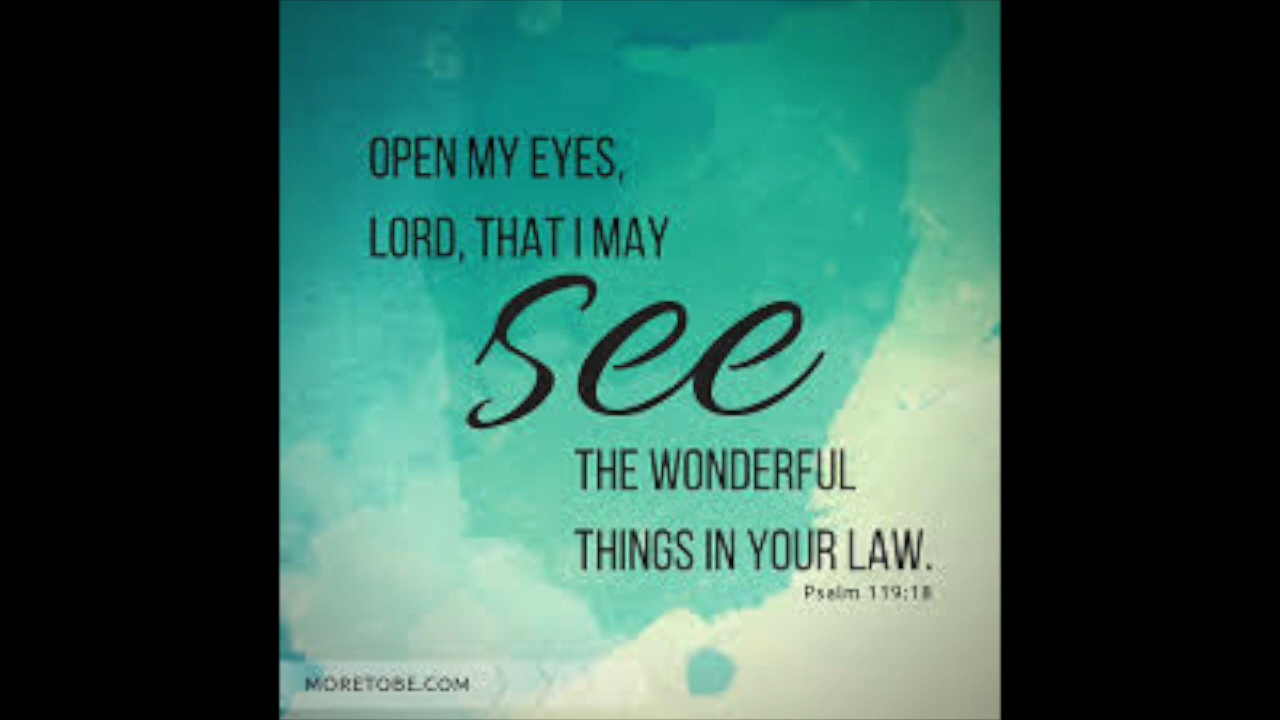 OPEN MY EYES,
LORD, THAT I MAY
see
THE WONDERFUL
THINGS IN YOUR LAW.
Psalm 119:18
MORETOBE.COM